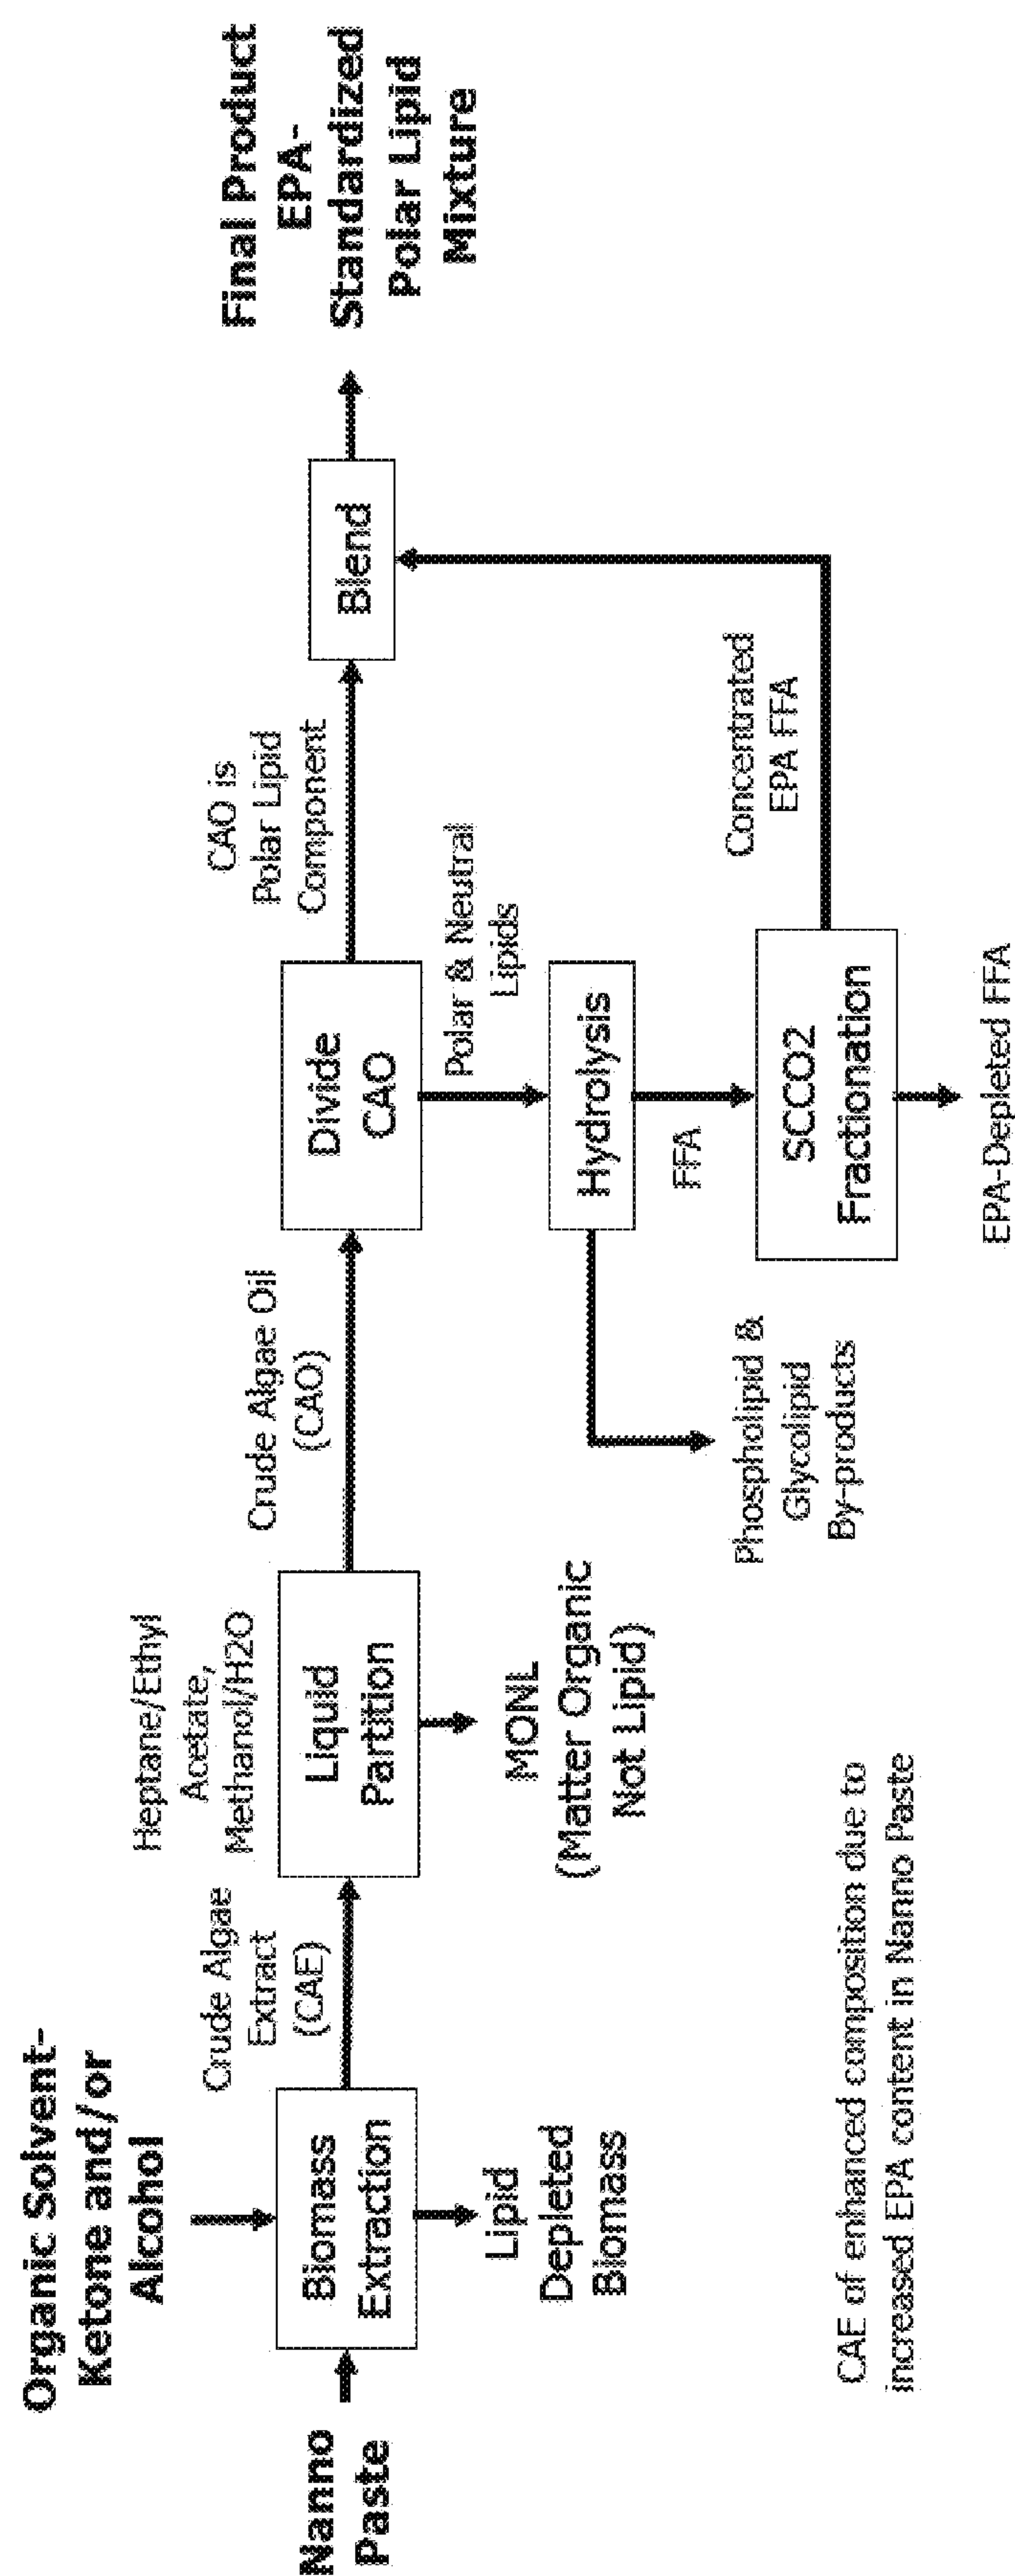 Organic Solvent-
Ketone and/or
Alcohol
Nanno
Paste
Biomass
Extraction
Lipid
Depleted
Biomass
Crude Algae
Extract
(CAE)
Heptane/Ethyl
Acetate,
Methanol/H2O
Liquid
Partition
MONL
(Matter Organic
Not Lipid)
Crude Algae Oil
(CAO)
Divide
CAO
CAO is
Polar Lipid
Component
Polar & Neutral
Lipids
Hydrolysis
Phospholipid &
Glycolipid
By-products
FFA
SCCO2
Fractionation
EPA-Depleted FFA
Concentrated
EPA FFA
Blend
Final Product
EPA-
Standardized
Polar Lipid
Mixture
CAE of enhanced composition due to
increased EPA content in Nanno Paste